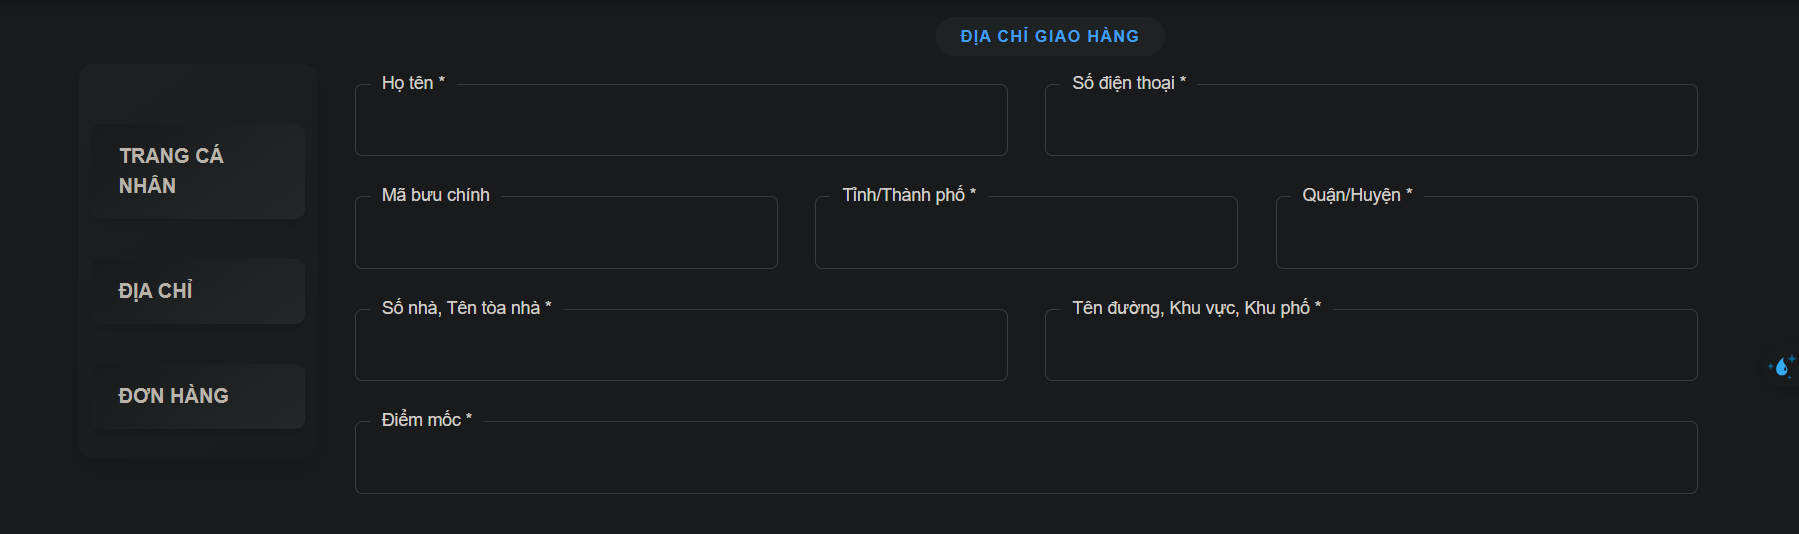 ĐỊA CHỈ GIAO HÀNG
TRANG CÁ
NHÂN
ĐỊA CHỈ
ĐƠN HÀNG
Họ tên *
Số điện thoại *
Mã bưu chính
Tỉnh/Thành phố *
Quận/Huyện *
Số nhà, Tên tòa nhà *
Tên đường, Khu vực, Khu phố *
Điểm mốc *